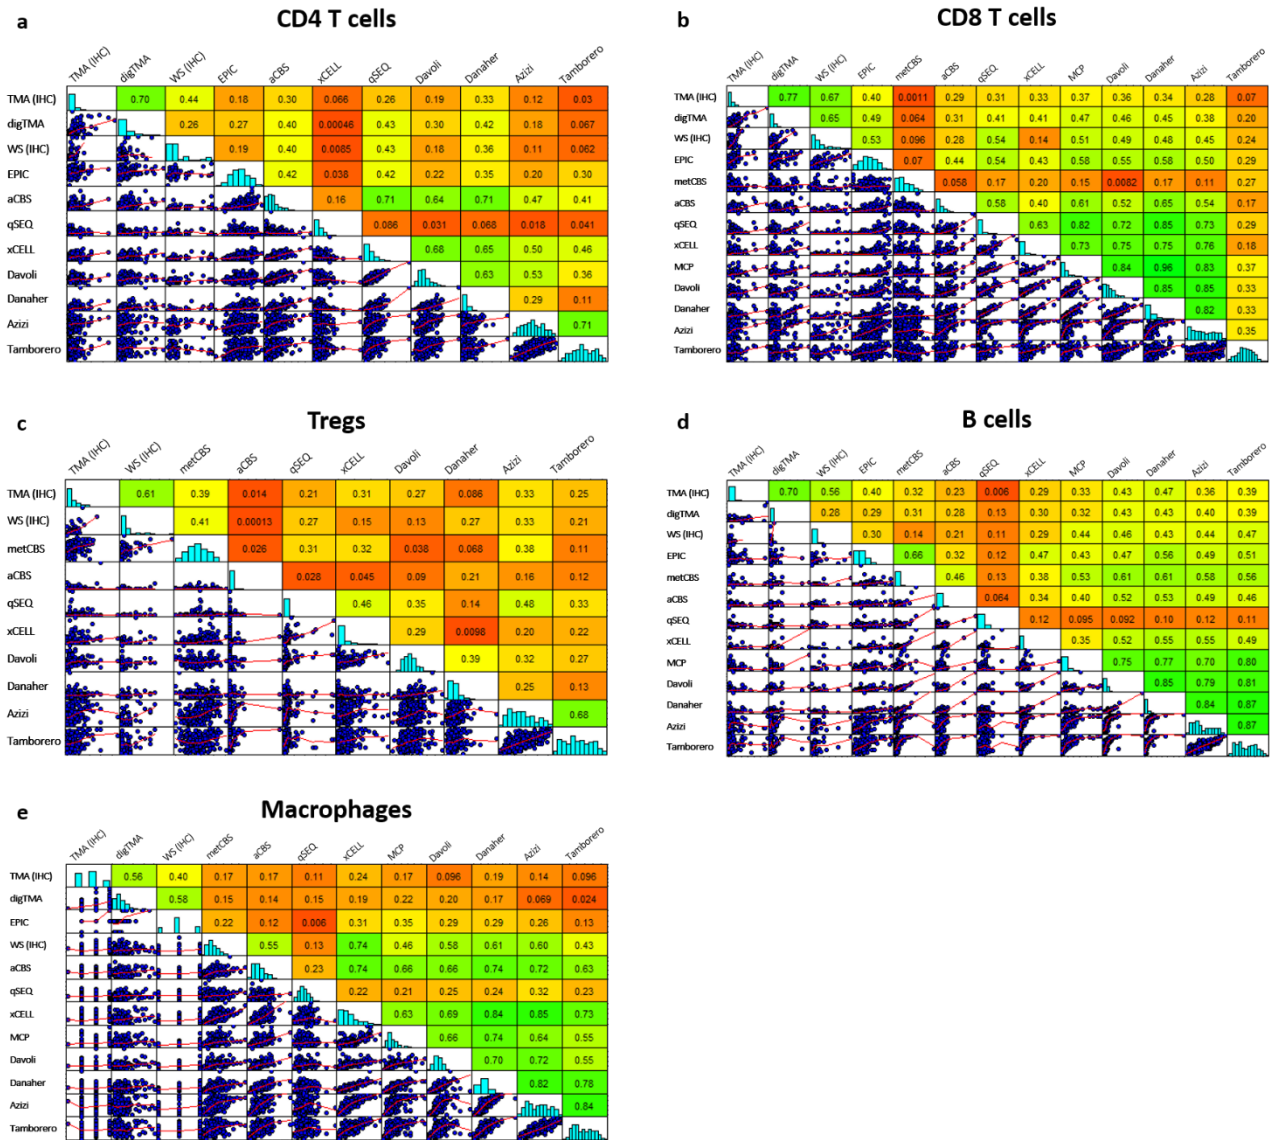 a
CD4 T cells
TMA (IHC) digTMA WS (IHC) EPIC aCBS xCELL qSEQ Davoli Danaher Azizi Tamborero
TMA (IHC) 0.70 0.44 0.18 0.30 0.066 0.26 0.19 0.33 0.12 0.03
digTMA 0.26 0.27 0.40 0.00046 0.43 0.30 0.42 0.18 0.067
WS (IHC) 0.19 0.40 0.0085 0.43 0.18 0.36 0.11 0.062
EPIC 0.42 0.038 0.42 0.22 0.35 0.20 0.30
aCBS 0.16 0.71 0.64 0.71 0.47 0.41
qSEQ 0.086 0.031 0.068 0.018 0.041
xCELL 0.68 0.65 0.50 0.46
Davoli 0.63 0.53 0.36
Danaher 0.29 0.11
Azizi 0.71
Tamborero
b
CD8 T cells
TMA (IHC) digTMA WS (IHC) EPIC metCBS aCBS qSEQ xCELL MCP Davoli Danaher Azizi Tamborero
TMA (IHC) 0.77 0.67 0.40 0.0011 0.29 0.31 0.33 0.37 0.36 0.34 0.28 0.07
digTMA 0.65 0.49 0.064 0.31 0.41 0.41 0.47 0.46 0.45 0.38 0.20
WS (IHC) 0.53 0.096 0.28 0.54 0.14 0.51 0.49 0.48 0.45 0.24
EPIC 0.07 0.44 0.54 0.43 0.58 0.55 0.58 0.50 0.29
metCBS 0.058 0.17 0.20 0.15 0.0082 0.17 0.11 0.27
aCBS 0.58 0.40 0.61 0.52 0.65 0.54 0.17
qSEQ 0.63 0.82 0.72 0.85 0.73 0.29
xCELL 0.73 0.75 0.75 0.76 0.18
MCP 0.84 0.96 0.83 0.37
Davoli 0.85 0.85 0.33
Danaher 0.82 0.33
Azizi 0.35
Tamborero
c
Tregs
TMA (IHC) WS (IHC) metCBS aCBS qSEQ xCELL Davoli Danaher Azizi Tamborero
TMA (IHC) 0.61 0.39 0.014 0.21 0.31 0.27 0.086 0.33 0.25
WS (IHC) 0.41 0.00013 0.27 0.15 0.13 0.27 0.33 0.21
metCBS 0.026 0.31 0.32 0.038 0.068 0.38 0.11
aCBS 0.028 0.045 0.09 0.21 0.16 0.12
qSEQ 0.46 0.35 0.14 0.48 0.33
xCELL 0.29 0.0098 0.20 0.22
Davoli 0.39 0.32 0.27
Danaher 0.25 0.13
Azizi 0.68
Tamborero
d
B cells
TMA (IHC) digTMA WS (IHC) EPIC metCBS aCBS qSEQ xCELL MCP Davoli Danaher Azizi Tamborero
TMA (IHC) 0.70 0.56 0.40 0.32 0.23 0.006 0.29 0.33 0.43 0.47 0.36 0.39
digTMA 0.28 0.29 0.31 0.28 0.13 0.30 0.32 0.43 0.43 0.40 0.39
WS (IHC) 0.30 0.14 0.21 0.11 0.29 0.44 0.46 0.43 0.44 0.47
EPIC 0.66 0.32 0.12 0.47 0.43 0.47 0.56 0.49 0.51
metCBS 0.46 0.13 0.38 0.53 0.61 0.61 0.58 0.56
aCBS 0.064 0.34 0.40 0.52 0.53 0.49 0.46
qSEQ 0.12 0.095 0.092 0.10 0.12 0.11
xCELL 0.35 0.52 0.55 0.55 0.49
MCP 0.75 0.77 0.70 0.80
Davoli 0.85 0.79 0.81
Danaher 0.84 0.87
Azizi 0.87
Tamborero
e
Macrophages
TMA (IHC) digTMA WS (IHC) metCBS aCBS qSEQ xCELL MCP Davoli Danaher Azizi Tamborero
TMA (IHC) 0.56 0.40 0.17 0.17 0.11 0.24 0.17 0.096 0.19 0.14 0.096
digTMA 0.58 0.15 0.14 0.15 0.19 0.22 0.20 0.17 0.069 0.024
EPIC 0.22 0.12 0.006 0.31 0.35 0.29 0.29 0.26 0.13
WS (IHC) 0.55 0.13 0.74 0.46 0.58 0.61 0.60 0.43
aCBS 0.23 0.74 0.66 0.66 0.74 0.72 0.63
qSEQ 0.22 0.21 0.25 0.24 0.32 0.23
xCELL 0.63 0.69 0.84 0.85 0.73
MCP 0.66 0.74 0.64 0.55
Davoli 0.70 0.72 0.55
Danaher 0.82 0.78
Azizi 0.84
Tamborero